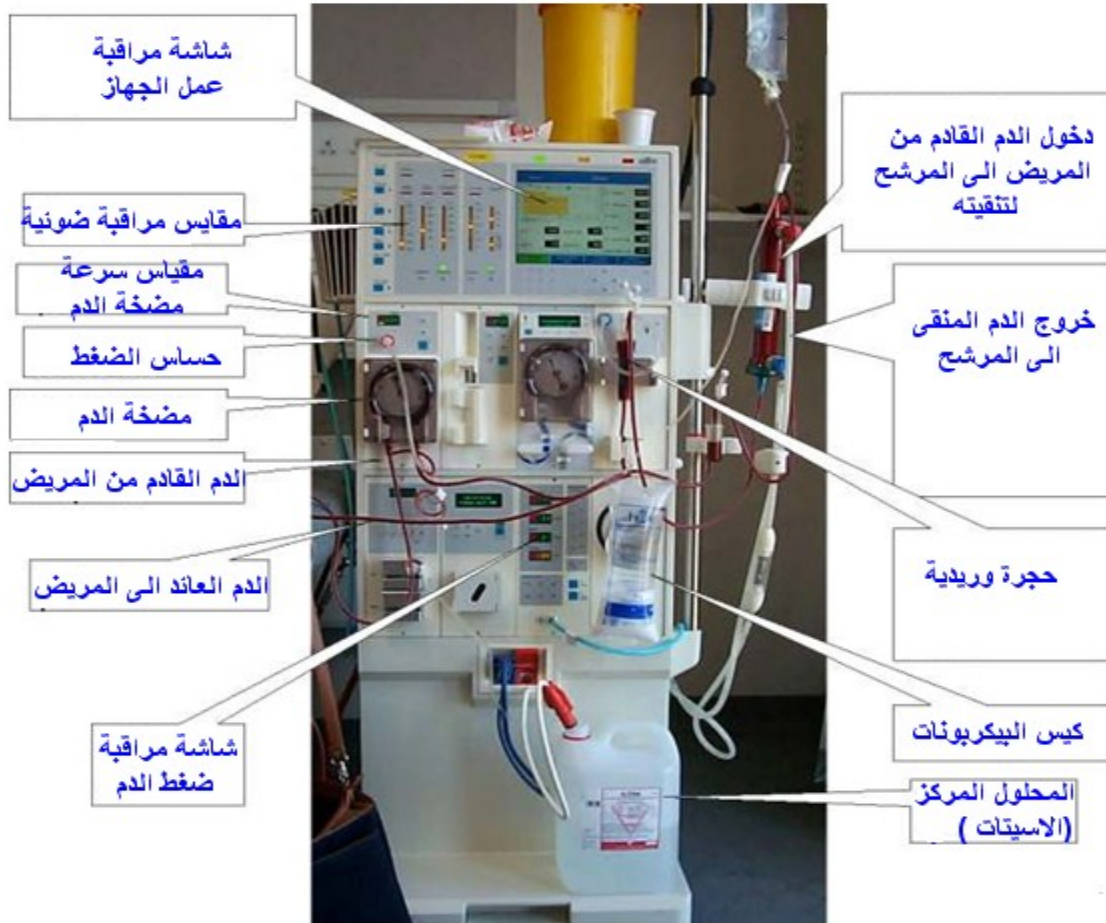 شاشة مراقبة
عمل الجهاز
مقايس مراقبة ضوئية
مقياس سرعة
مضخة الدم
حساس الضغط
مضخة الدم
الدم القادم من المريض
الدم العائد الى المريض
شاشة مراقبة
ضغط الدم
دخول الدم القادم من
المريض الى المرشح
لتنقيته
خروج الدم المنقى
الى المرشح
حجرة وريدية
كيس البيكربونات
المحلول المركز
(الاسيتات )